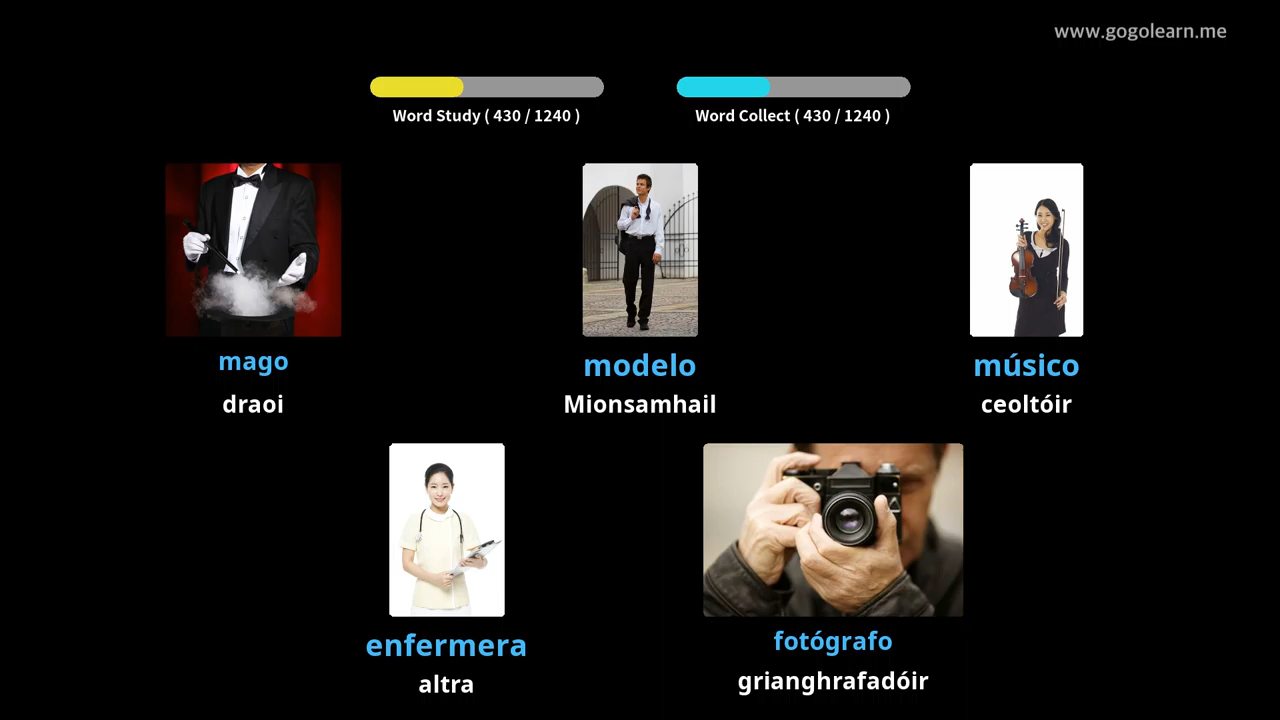 www.gogolearn.me
Word Study ( 430 / 1240 )
Word Collect ( 430 / 1240 )
mago
draoi
modelo
Mionsamhail
músico
ceoltóir
enfermera
altra
fotógrafo
grianghrafadóir